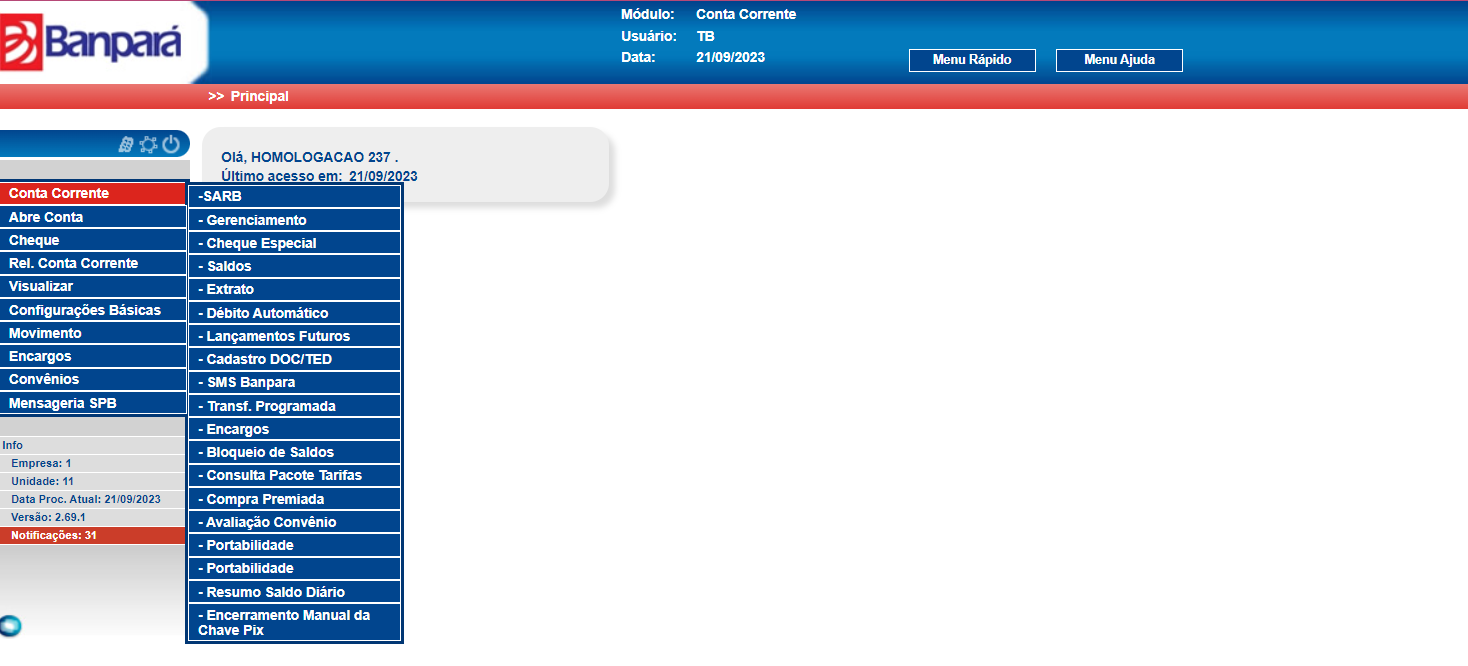 Banpará
Módulo: Conta Corrente
Usuário: TB
Data: 21/09/2023
Menu Rápido
Menu Ajuda
>> Principal
Olá, HOMOLOGACAO 237 .
Último acesso em: 21/09/2023
Conta Corrente
Abre Conta
Cheque
Rel. Conta Corrente
Visualizar
Configurações Básicas
Movimento
Encargos
Convênios
Mensageria SPB
-SARB
- Gerenciamento
- Cheque Especial
- Saldos
- Extrato
- Débito Automático
- Lançamentos Futuros
- Cadastro DOC/TED
- SMS Banpara
- Transf. Programada
- Encargos
- Bloqueio de Saldos
- Consulta Pacote Tarifas
- Compra Premiada
- Avaliação Convênio
- Portabilidade
- Portabilidade
- Resumo Saldo Diário
- Encerramento Manual da
Chave Pix
Info
Empresa: 1
Unidade: 11
Data Proc. Atual: 21/09/2023
Versão: 2.69.1
Notificações: 31